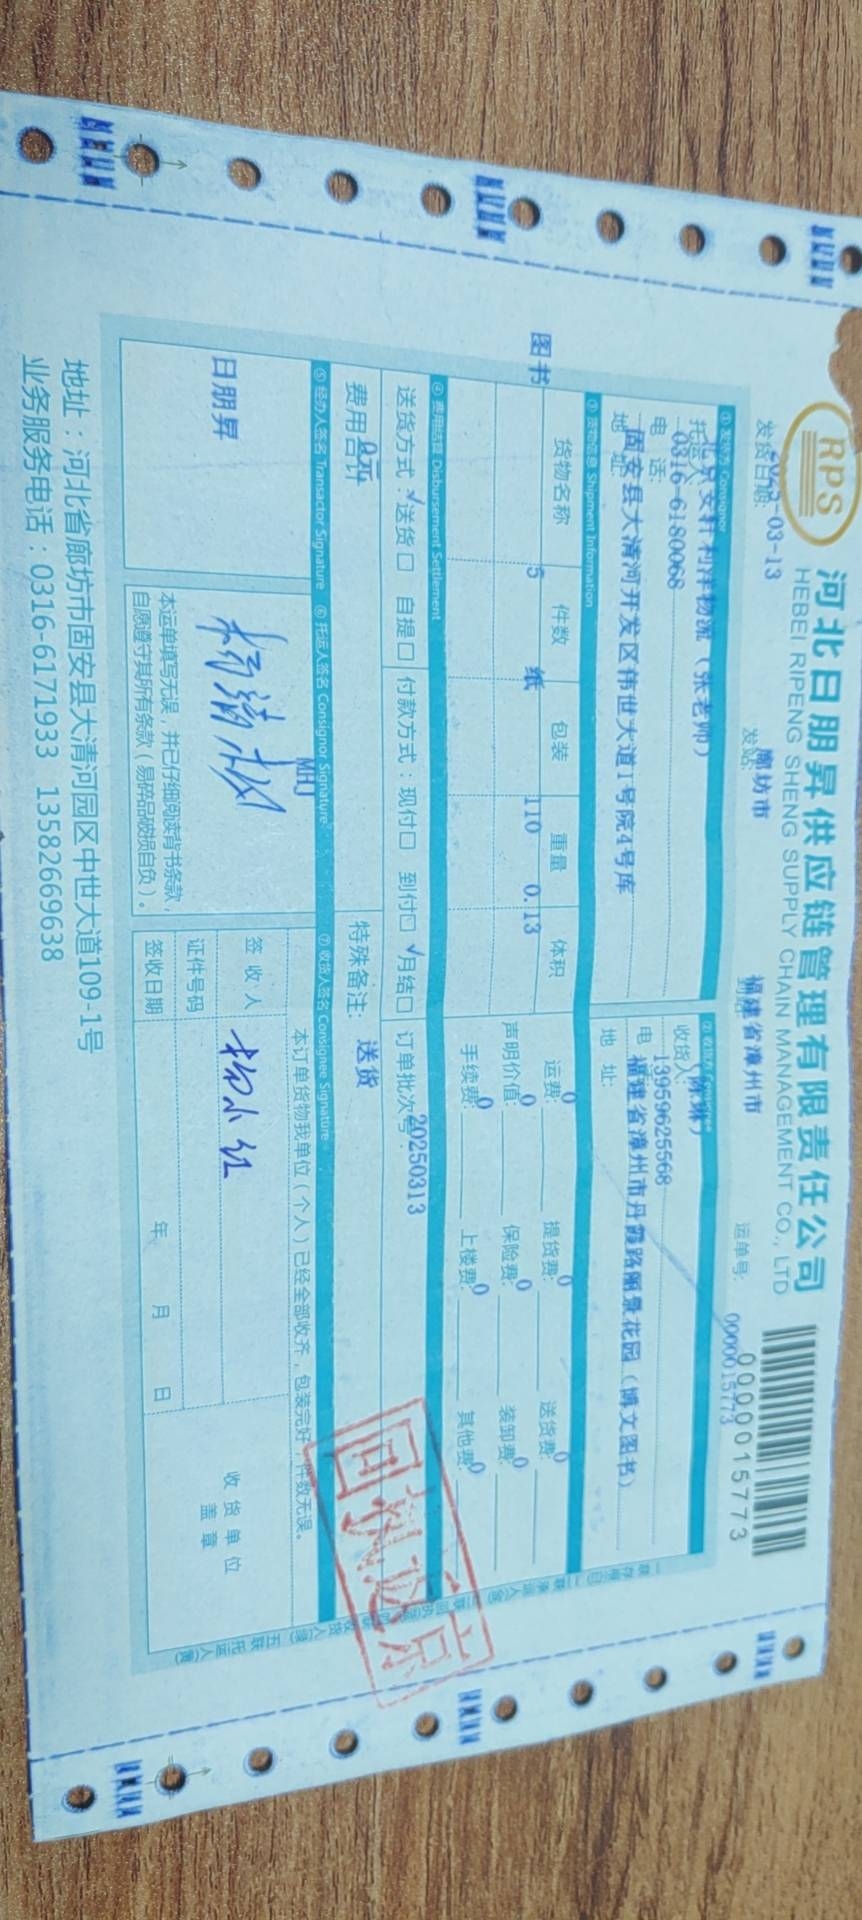 RPS
河北日朋昇供应链管理有限责任公司
HEBEI RIPENG SHENG SUPPLY CHAIN MANAGEMENT CO., LTD
0000015773
发货日期: -03-13
发站: 廊坊市
福建省漳州市
运单号: 0000015773
① 发货方 Consignor
托运人 利洋物流（张老师）
电 话: 0316-6180068
地 址: 固安县大清河开发区伟世大道1号院4号库
② 收货方 Consignee
收货人
电 13959625568
地 址: 福建省漳州市丹霞路丽景花园（博文图书）
③ 货物信息 Shipment Information
货物名称 件数 包装 重量 体积
图书 5 纸 110 0.13
运费: 0 提货费: 0 送货费: 0
声明价值: 0 保险费: 0 装卸费: 0
手续费: 0 上楼费: 0 其他费: 0
④ 费用结算 Disbursement Settlement
送货方式: √送货□ 自提□
付款方式: 现付□ 到付□ √月结□
订单批次号: 20250313
费用合计 0元
特殊备注: 送货
⑤ 经办人签名 Transactor Signature
⑥ 托运人签名 Consignor Signature:
⑦ 收货人签名 Consignee Signature
日朋昇
MHJ
本运单填写无误，并已仔细阅读背书条款，
自愿遵守其所有条款（易碎品破损自负）。
本订单货物我单位（个人）已经全部收齐，包装完好，件数无误。
签 收 人 小红
证件号码
签收日期 年 月 日
收 货 单 位
盖 章
地址：河北省廊坊市固安县大清河园区中世大道109-1号
业务服务电话：0316-6171933 13582669638